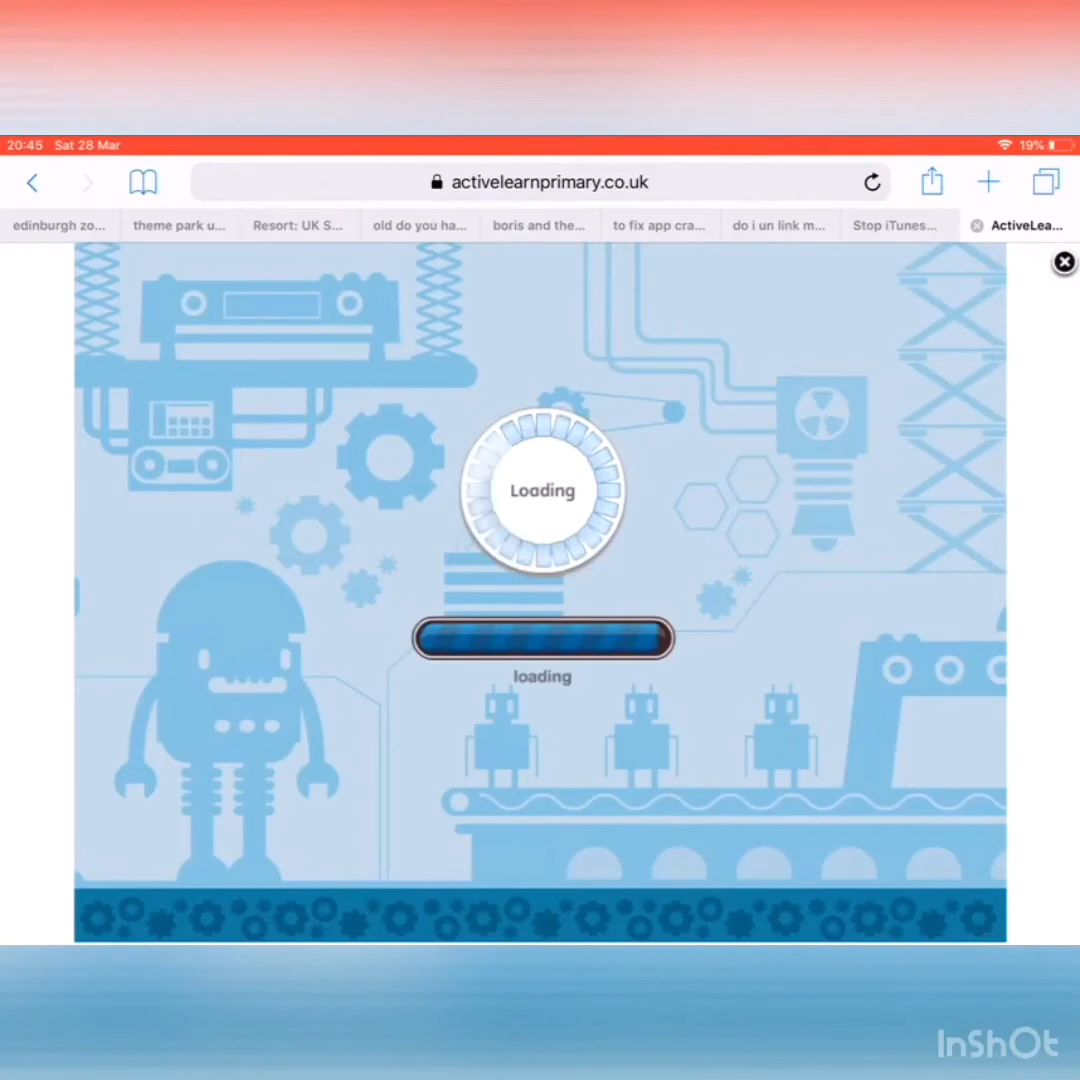 20:45 Sat 28 Mar 19%
activelearnprimary.co.uk
edinburgh zo... theme park u... Resort: UK S... old do you ha... boris and the... to fix app cra... do i un link m... Stop iTunes... ActiveLea...
Loading
loading
InShOt